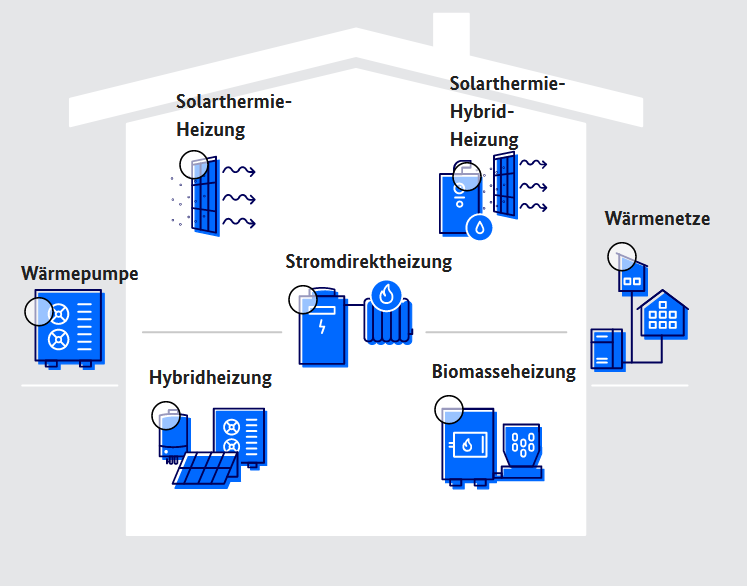 Solarthermie-
Heizung
Solarthermie-
Hybrid-
Heizung
Wärmenetze
Stromdirektheizung
Wärmepumpe
Hybridheizung
Biomasseheizung